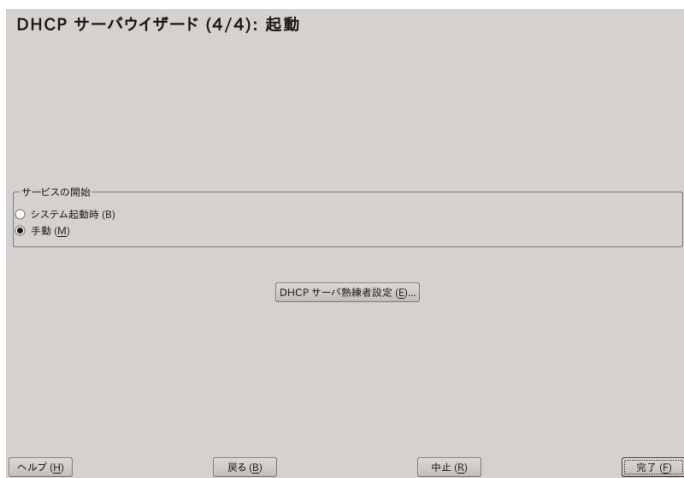 DHCP サーバウイザード (4/4): 起動
サービスの開始
システム起動時 (B)
手動 (M)
DHCP サーバ熟練者設定 (E)...
ヘルプ (H)
戻る (B)
中止 (R)
完了 (F)